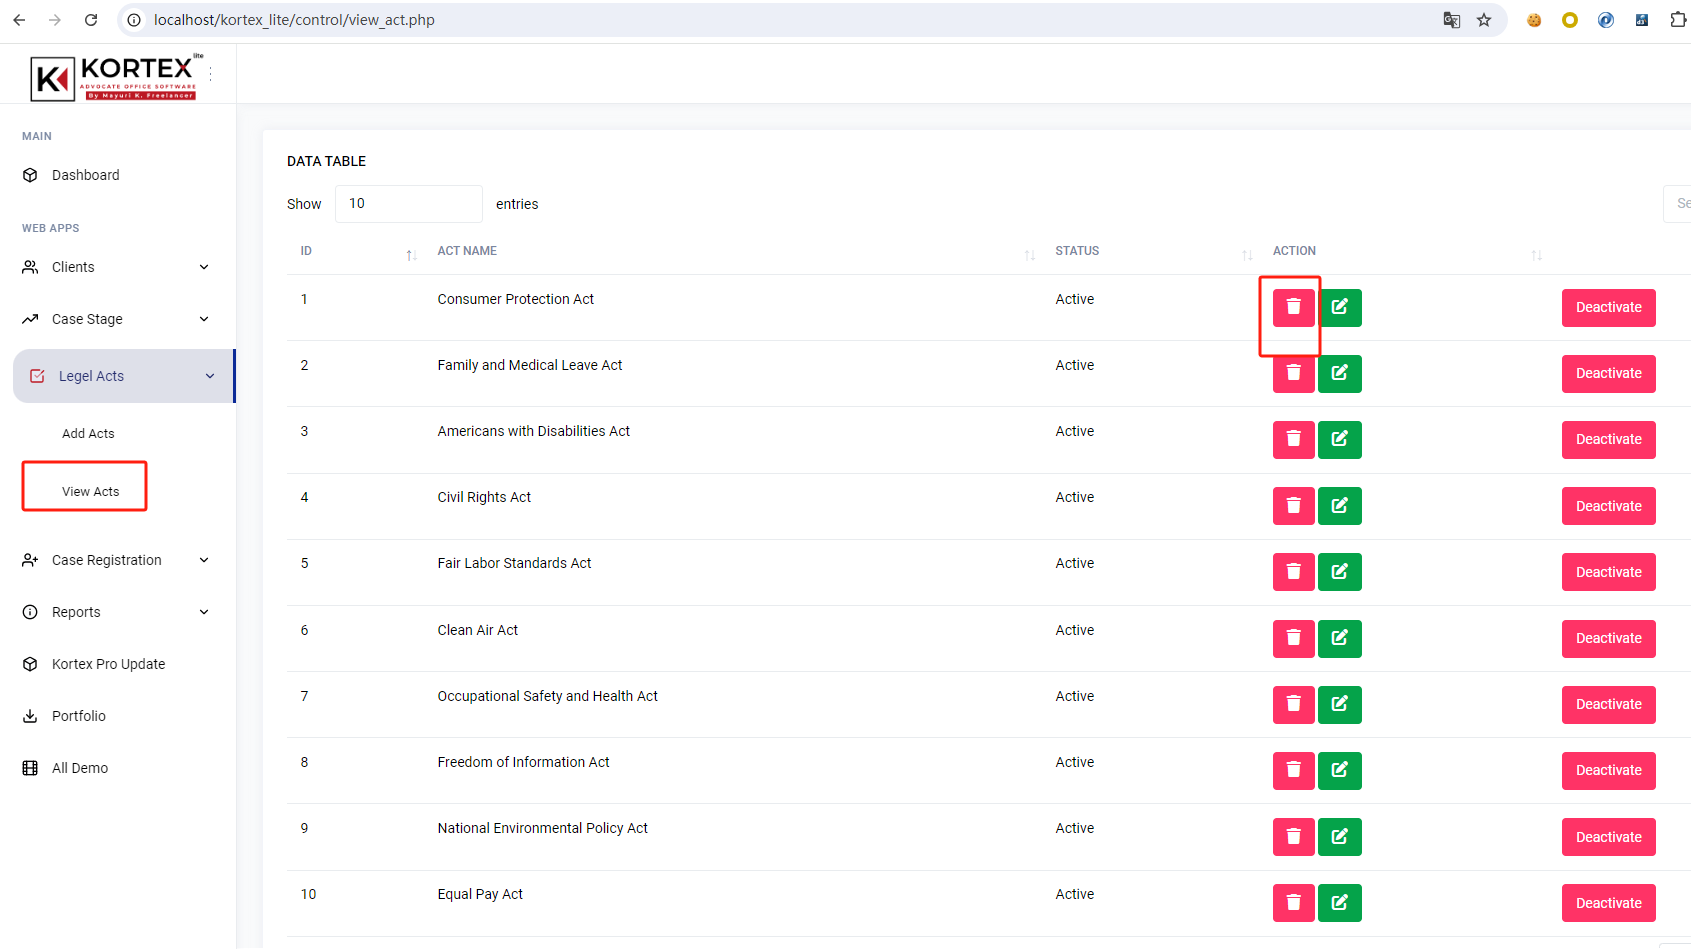 localhost/kortex_lite/control/view_act.php
KORTEX lite
ADVOCATE OFFICE SOFTWARE
By Mayuri K. Freelancer
MAIN
Dashboard
WEB APPS
Clients
Case Stage
Legel Acts
Add Acts
View Acts
Case Registration
Reports
Kortex Pro Update
Portfolio
All Demo
DATA TABLE
Show 10 entries
Se
ID ACT NAME STATUS ACTION
1 Consumer Protection Act Active Deactivate
2 Family and Medical Leave Act Active Deactivate
3 Americans with Disabilities Act Active Deactivate
4 Civil Rights Act Active Deactivate
5 Fair Labor Standards Act Active Deactivate
6 Clean Air Act Active Deactivate
7 Occupational Safety and Health Act Active Deactivate
8 Freedom of Information Act Active Deactivate
9 National Environmental Policy Act Active Deactivate
10 Equal Pay Act Active Deactivate